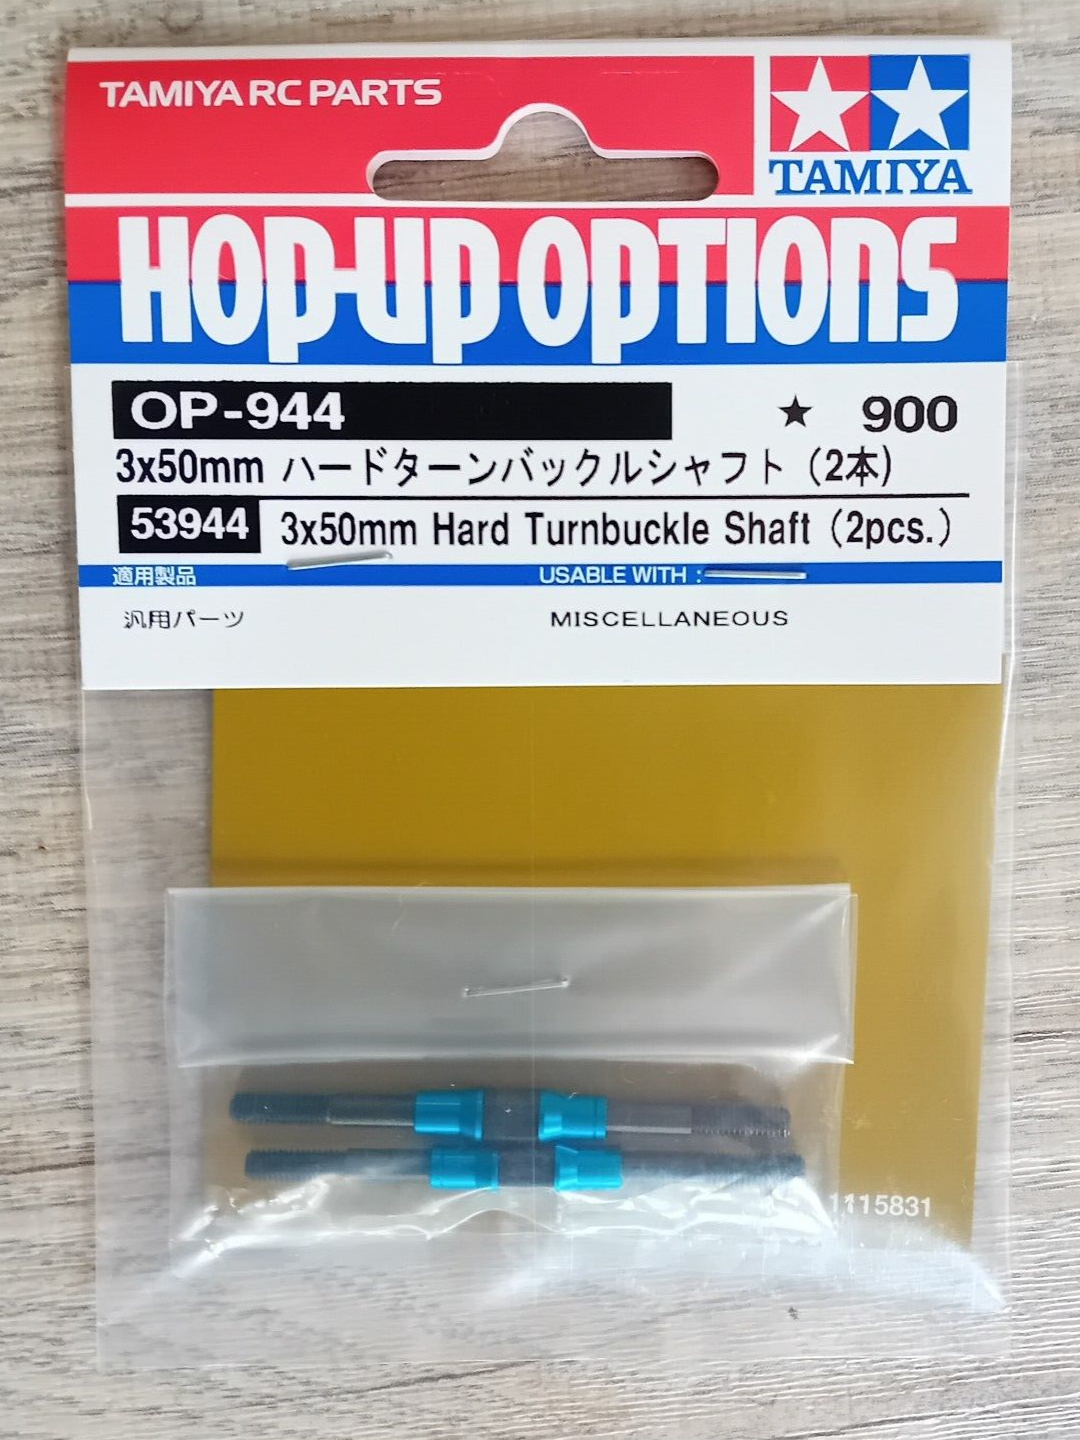 TAMIYA RC PARTS
TAMIYA
HOP-UP OPTIONS
OP-944 ★ 900
3x50mm ハードターンバックルシャフト (2本)
53944 3x50mm Hard Turnbuckle Shaft (2pcs.)
適用製品 USABLE WITH :
汎用パーツ MISCELLANEOUS
1115831